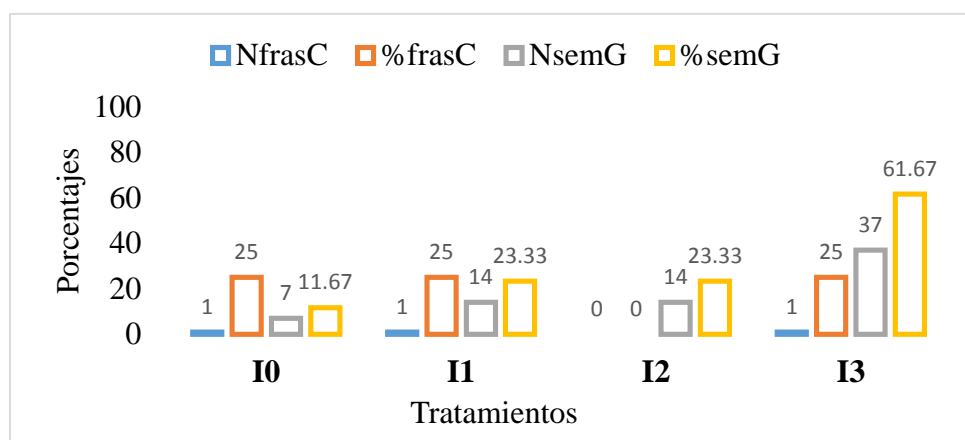 NfrasC %frasC NsemG %semG
Porcentajes
100
80
60
40
20
0
1 25 7 11.67
1 25 14 23.33
0 0 14 23.33
1 25 37 61.67
I0 I1 I2 I3
Tratamientos